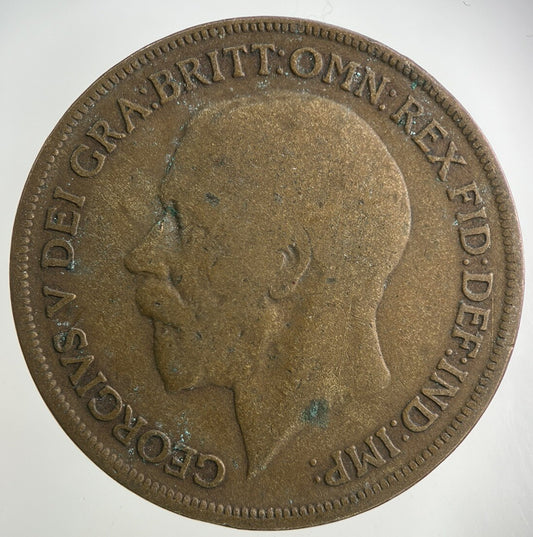 GEORGIVS V DEI GRA:BRITT:OMN:REX FID:DEF:IND:IMP: